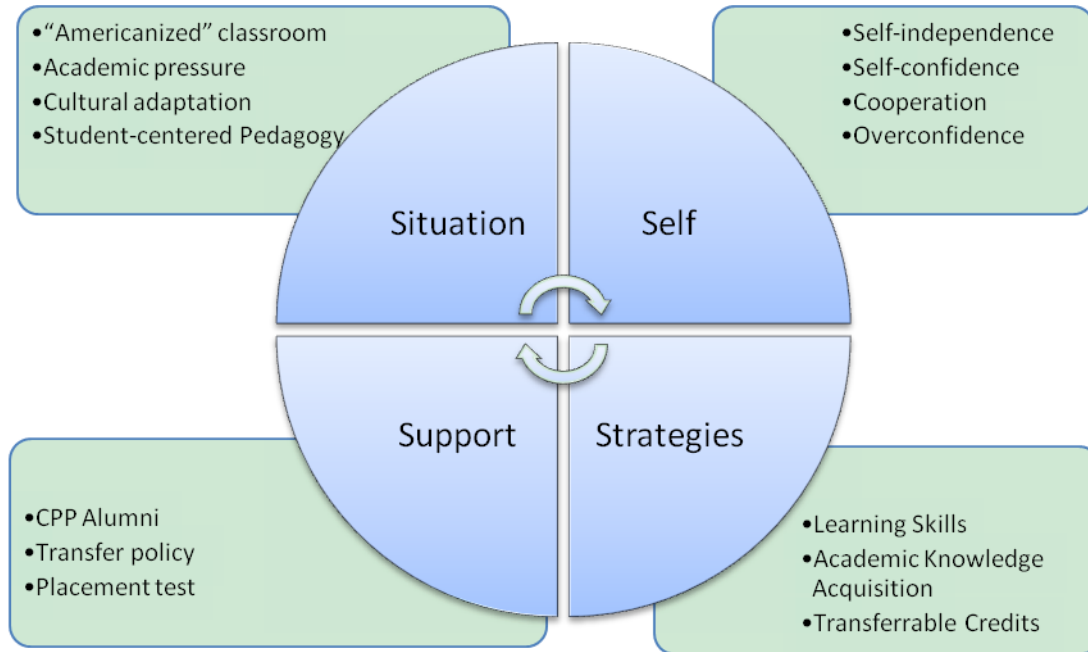 •“Americanized” classroom
•Academic pressure
•Cultural adaptation
•Student-centered Pedagogy
•Self-independence
•Self-confidence
•Cooperation
•Overconfidence
Situation
Self
Support
Strategies
•CPP Alumni
•Transfer policy
•Placement test
•Learning Skills
•Academic Knowledge
Acquisition
•Transferrable Credits